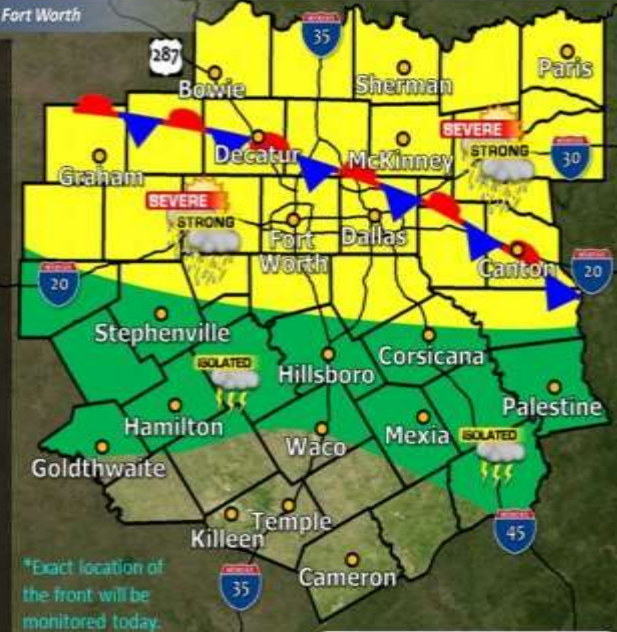 Fort Worth
35
287
Bowie
Sherman
Paris
SEVERE
STRONG
30
Decatur
McKinney
Graham
SEVERE
STRONG
Fort
Worth
Dallas
Canton
20
20
Stephenville
Corsicana
ISOLATED
Hillsboro
Hamilton
Palestine
Mexia
ISOLATED
Waco
Goldthwaite
Temple
Killeen
45
Cameron
35
*Exact location of
the front will be
monitored today.